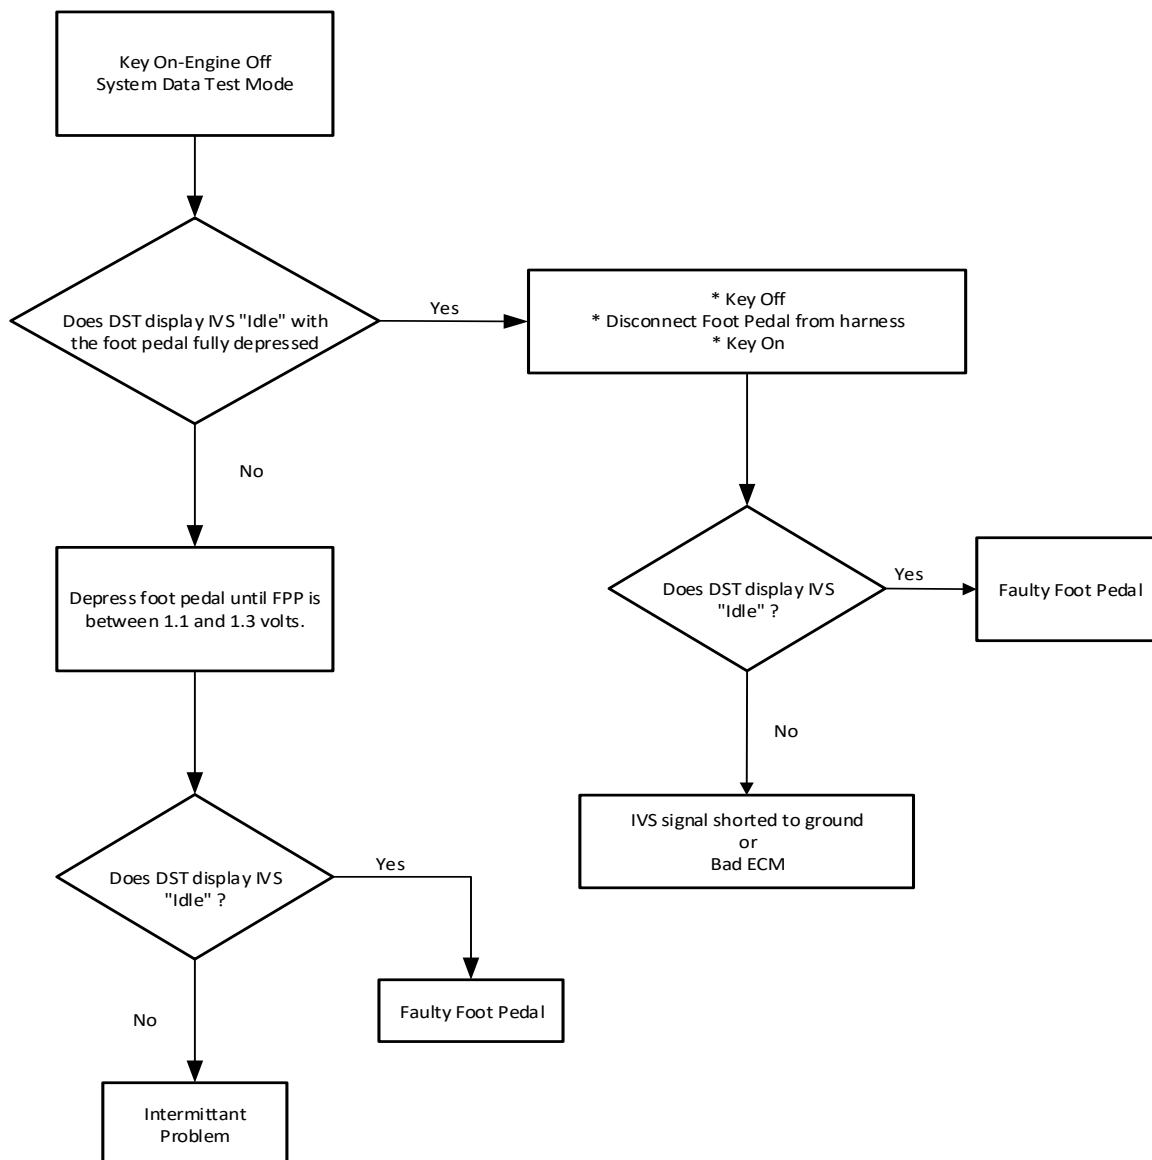 Key On-Engine Off
System Data Test Mode
Does DST display IVS "Idle" with
the foot pedal fully depressed
Yes
* Key Off
* Disconnect Foot Pedal from harness
* Key On
No
Depress foot pedal until FPP is
between 1.1 and 1.3 volts.
Does DST display IVS
"Idle" ?
Yes
Faulty Foot Pedal
No
IVS signal shorted to ground
or
Bad ECM
Does DST display IVS
"Idle" ?
Yes
Faulty Foot Pedal
No
Intermittant
Problem